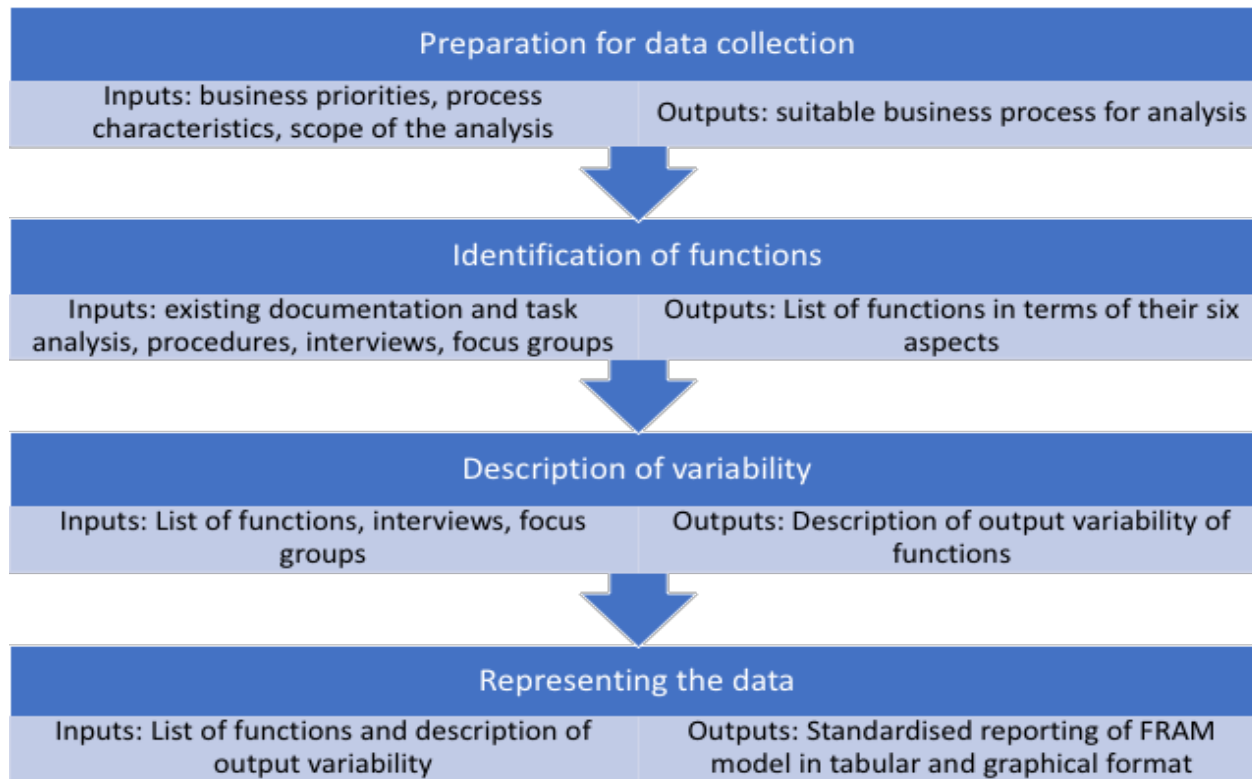 Preparation for data collection
Inputs: business priorities, process
characteristics, scope of the analysis
Outputs: suitable business process for analysis
Identification of functions
Inputs: existing documentation and task
analysis, procedures, interviews, focus groups
Outputs: List of functions in terms of their six
aspects
Description of variability
Inputs: List of functions, interviews, focus
groups
Outputs: Description of output variability of
functions
Representing the data
Inputs: List of functions and description of
output variability
Outputs: Standardised reporting of FRAM
model in tabular and graphical format